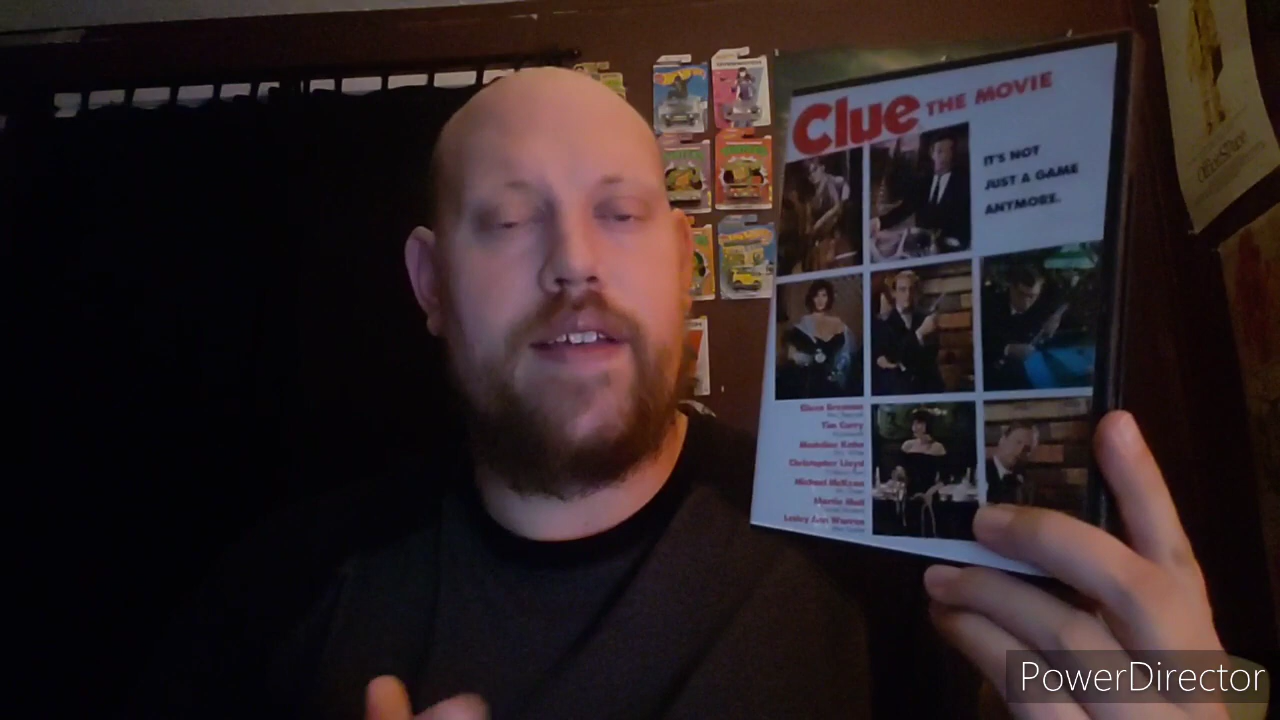 Clue THE MOVIE
IT'S NOT
JUST A GAME
ANYMORE.
Eileen Brennan
Tim Curry
Madeline Kahn
Christopher Lloyd
Michael McKean
Martin Mull
Lesley Ann Warren
PowerDirector